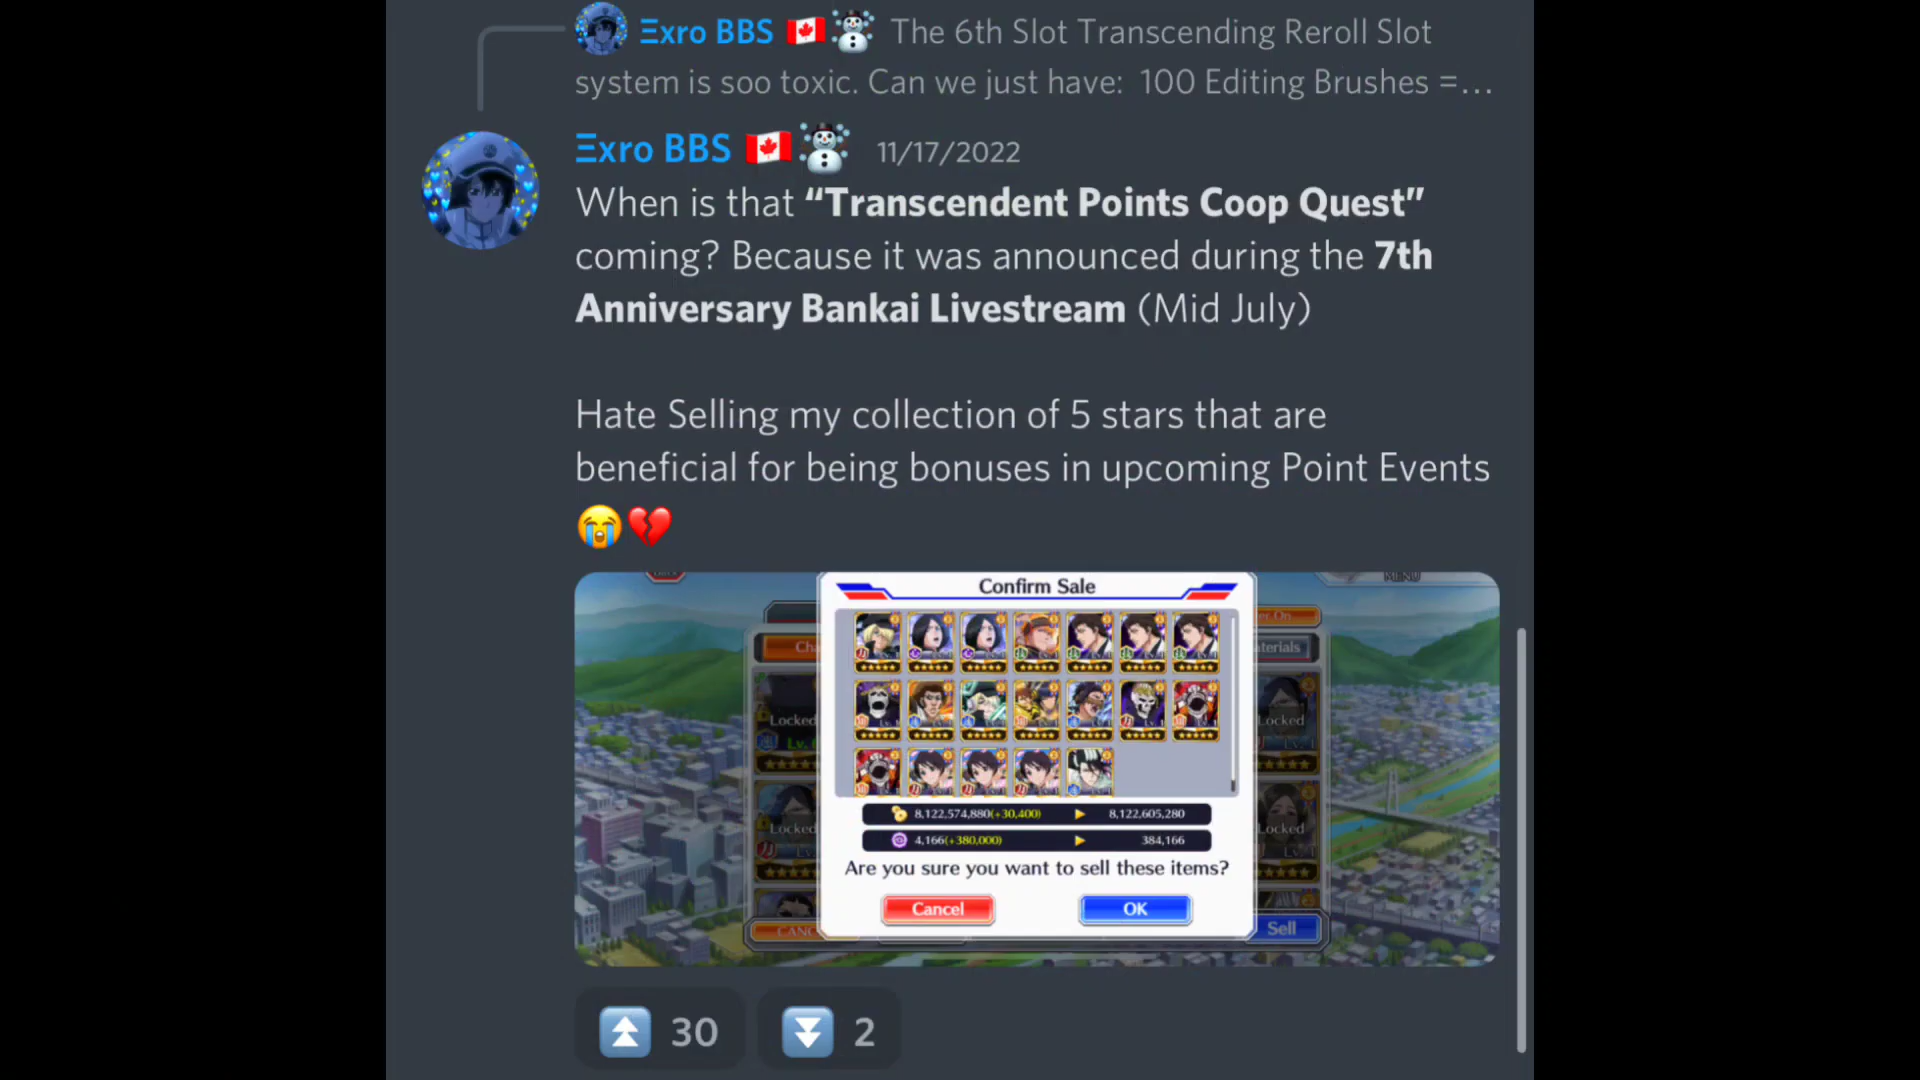 Ξxro BBS 🇨🇦☃️ The 6th Slot Transcending Reroll Slot
system is soo toxic. Can we just have: 100 Editing Brushes =...
Ξxro BBS 🇨🇦☃️ 11/17/2022
When is that “Transcendent Points Coop Quest”
coming? Because it was announced during the 7th
Anniversary Bankai Livestream (Mid July)
Hate Selling my collection of 5 stars that are
beneficial for being bonuses in upcoming Point Events
😭💔
MENU
Confirm Sale
Locked
Locked
Locked
Locked
8,122,574,880(+30,400) ▶ 8,122,605,280
4,166(+380,000) ▶ 384,166
Are you sure you want to sell these items?
Cancel OK
Sell
30 2